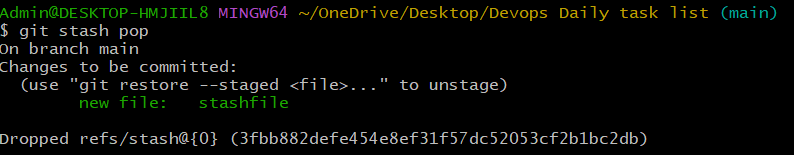 Admin@DESKTOP-HMJIIL8 MINGW64 ~/OneDrive/Desktop/Devops Daily task list (main)
$ git stash pop
On branch main
Changes to be committed:
  (use "git restore --staged <file>..." to unstage)
        new file:   stashfile

Dropped refs/stash@{0} (3fbb882defe454e8ef31f57dc52053cf2b1bc2db)